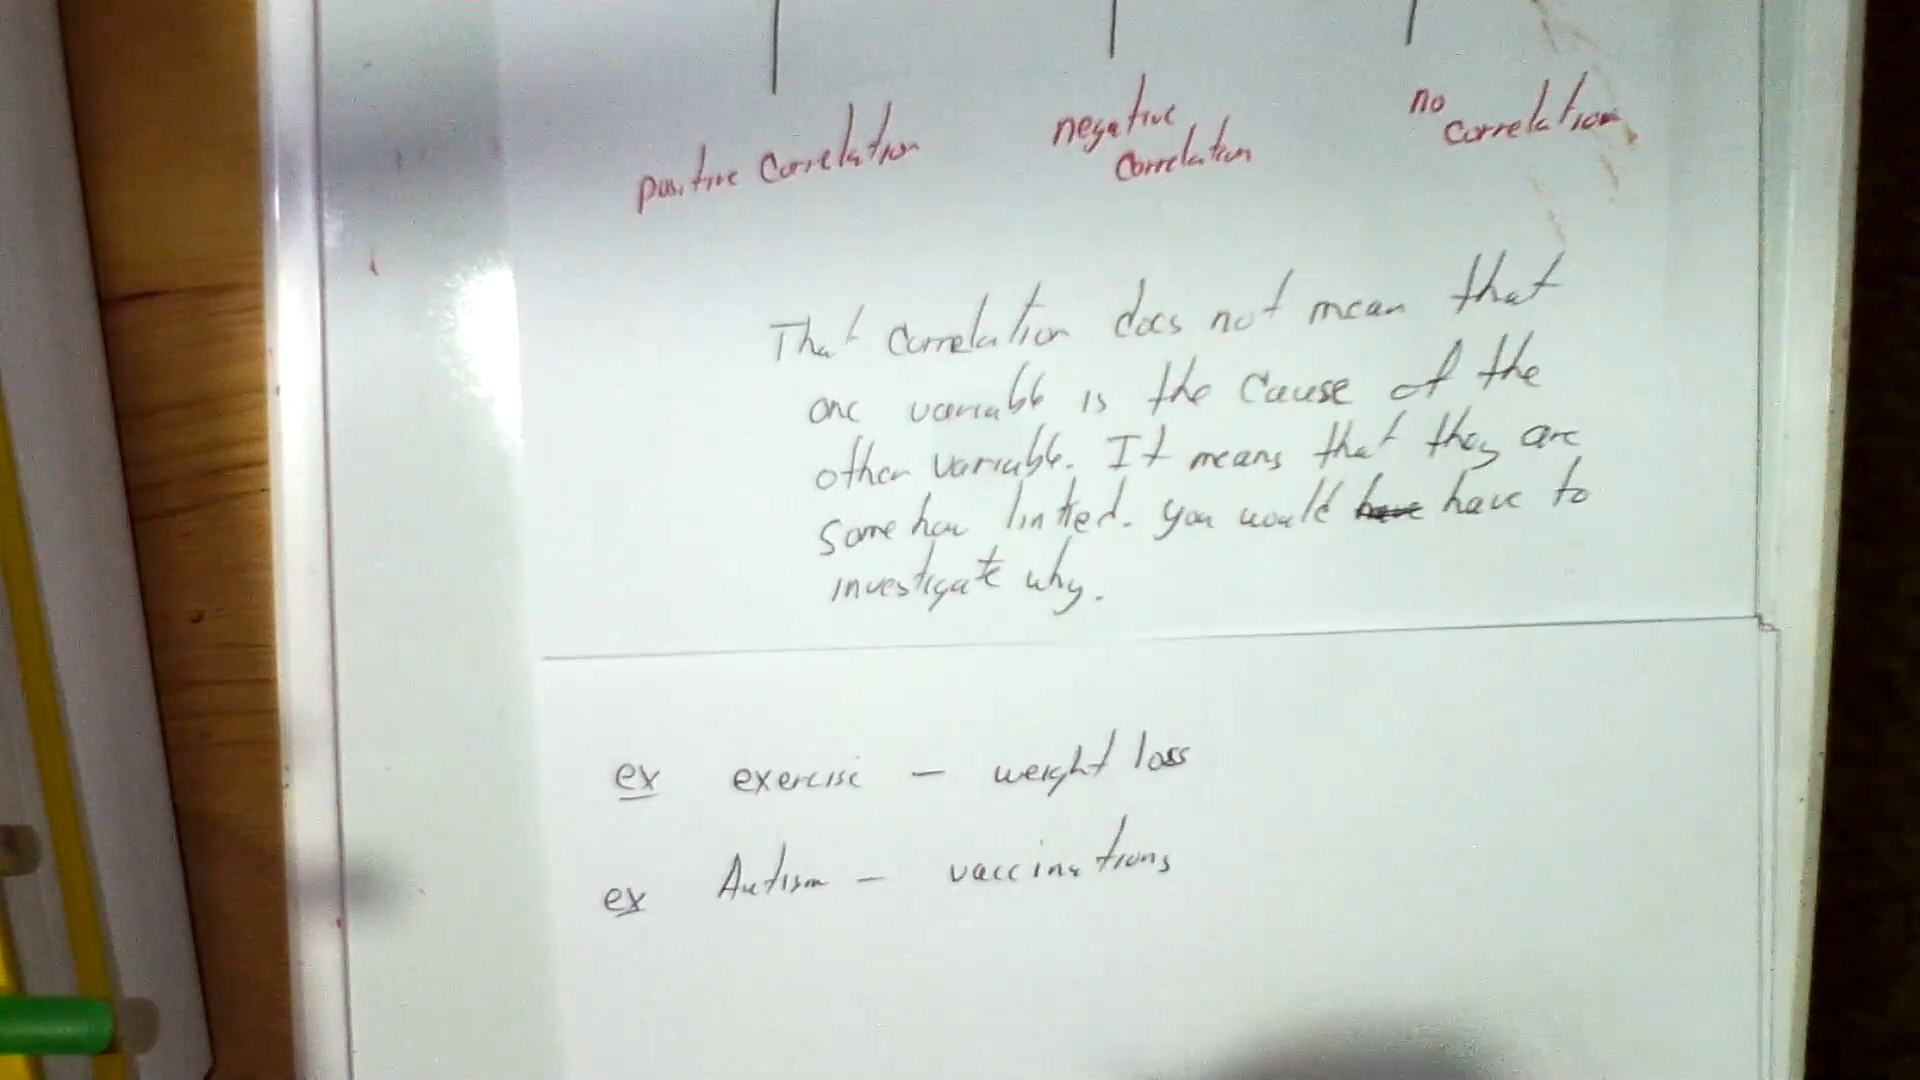 positive Correlation
negative
Correlation
no
correlation
That Correlation does not mean that
one variable is the Cause of the
other variable. It means that they are
some how linked. you would have have to
investigate why.
ex exercise - weight loss
ex Autism - vaccinations